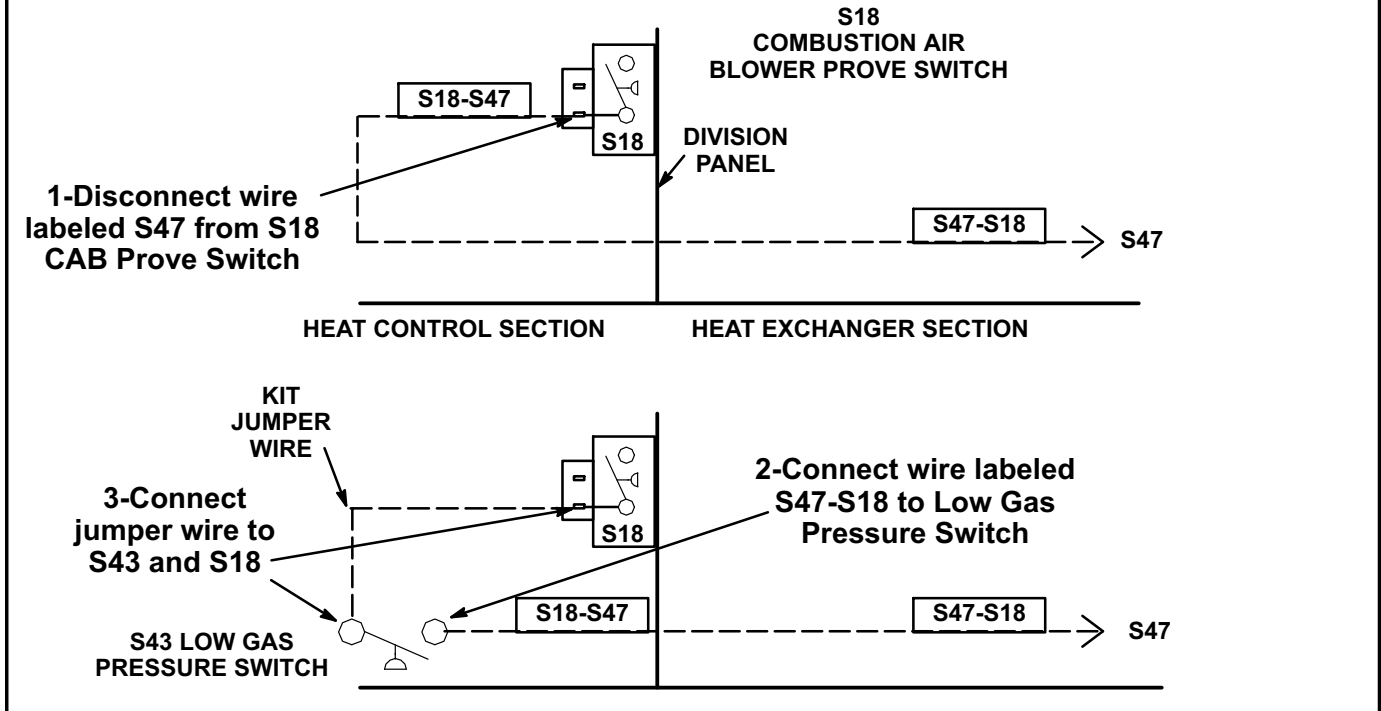 S18
COMBUSTION AIR
BLOWER PROVE SWITCH
S18-S47
S18
DIVISION
PANEL
1-Disconnect wire
labeled S47 from S18
CAB Prove Switch
S47-S18
S47
HEAT CONTROL SECTION
HEAT EXCHANGER SECTION
KIT
JUMPER
WIRE
3-Connect
jumper wire to
S43 and S18
S18
2-Connect wire labeled
S47-S18 to Low Gas
Pressure Switch
S18-S47
S47-S18
S47
S43 LOW GAS
PRESSURE SWITCH